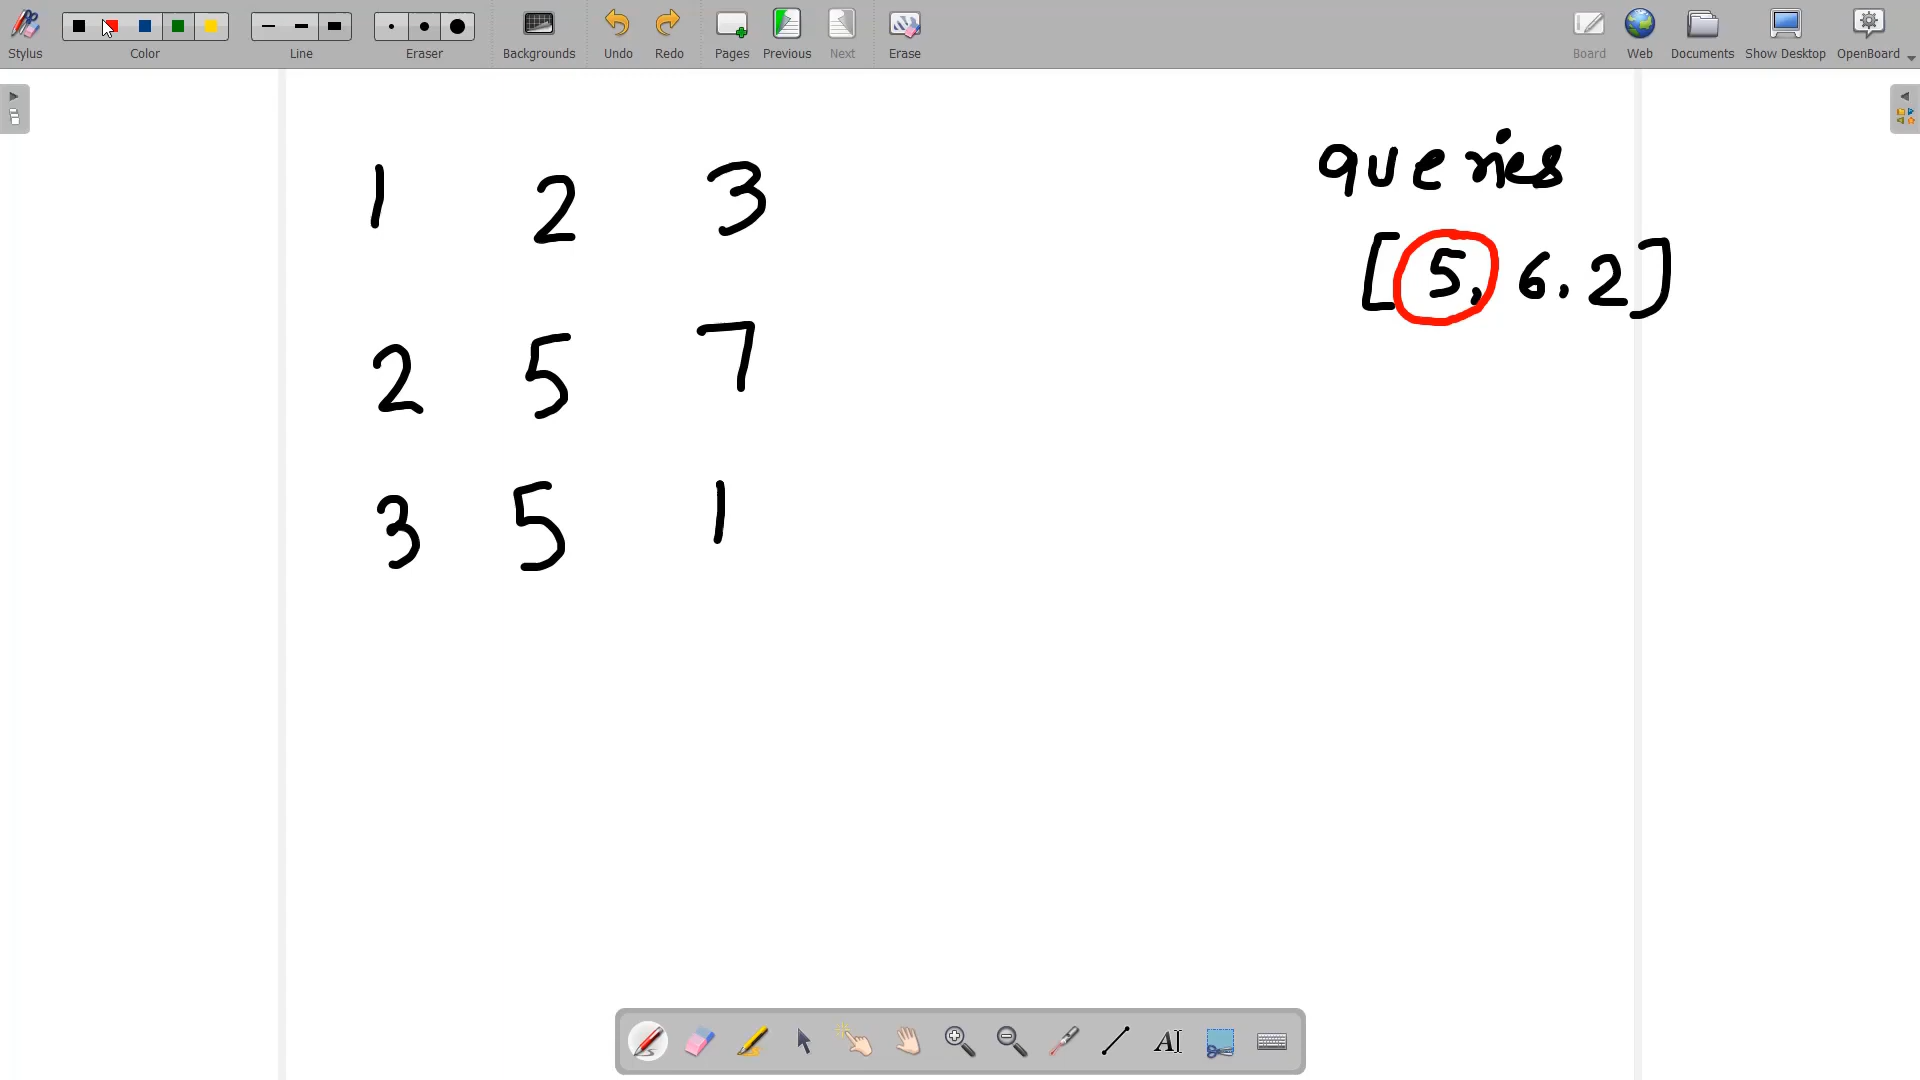 Stylus Color Line Eraser Backgrounds Undo Redo Pages Previous Next Erase Board Web Documents Show Desktop OpenBoard
queries
[5, 6.2]
1 2 3
2 5 7
3 5 1
AI